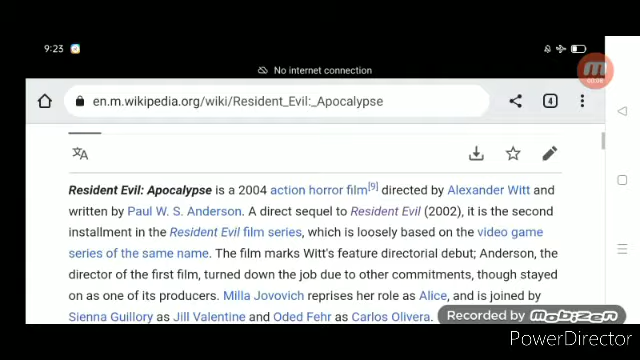 9:23
No internet connection
en.m.wikipedia.org/wiki/Resident_Evil:_Apocalypse
4
00:08
Resident Evil: Apocalypse is a 2004 action horror film[9] directed by Alexander Witt and
written by Paul W. S. Anderson. A direct sequel to Resident Evil (2002), it is the second
installment in the Resident Evil film series, which is loosely based on the video game
series of the same name. The film marks Witt's feature directorial debut; Anderson, the
director of the first film, turned down the job due to other commitments, though stayed
on as one of its producers. Milla Jovovich reprises her role as Alice, and is joined by
Sienna Guillory as Jill Valentine and Oded Fehr as Carlos Olivera.
Recorded by Mobizen
PowerDirector